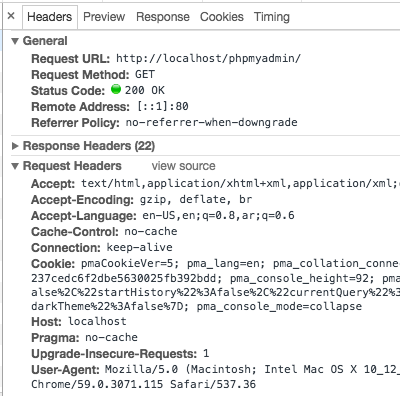 × Headers Preview Response Cookies Timing
▼ General
Request URL: http://localhost/phpmyadmin/
Request Method: GET
Status Code: 200 OK
Remote Address: [::1]:80
Referrer Policy: no-referrer-when-downgrade
▶ Response Headers (22)
▼ Request Headers view source
Accept: text/html,application/xhtml+xml,application/xml;
Accept-Encoding: gzip, deflate, br
Accept-Language: en-US,en;q=0.8,ar;q=0.6
Cache-Control: no-cache
Connection: keep-alive
Cookie: pmaCookieVer=5; pma_lang=en; pma_collation_conne
237cedc6f2dbe5630025fb392bdd; pma_console_height=92; pma
alse%2C%22startHistory%22%3Afalse%2C%22currentQuery%22%3
darkTheme%22%3Afalse%7D; pma_console_mode=collapse
Host: localhost
Pragma: no-cache
Upgrade-Insecure-Requests: 1
User-Agent: Mozilla/5.0 (Macintosh; Intel Mac OS X 10_12_
Chrome/59.0.3071.115 Safari/537.36